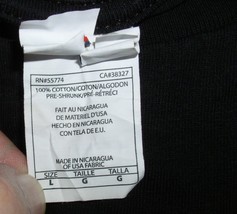 RN#55774 CA#38327
100% COTTON/COTON/ALGODON
PRE-SHRUNK/PRÉ-RÉTRÉCI
FAIT AU NICARAGUA
DE MATERIEL D'USA
HECHO EN NICARAGUA
CON TELA DE E.U.
MADE IN NICARAGUA
OF USA FABRIC
SIZE TAILLE TALLA
L G G